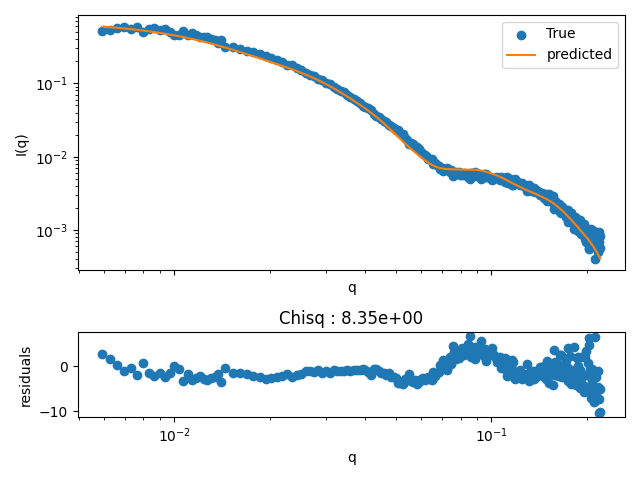 True
predicted
10⁻¹
10⁻²
10⁻³
I(q)
q
Chisq : 8.35e+00
0
−10
residuals
10⁻²
10⁻¹
q